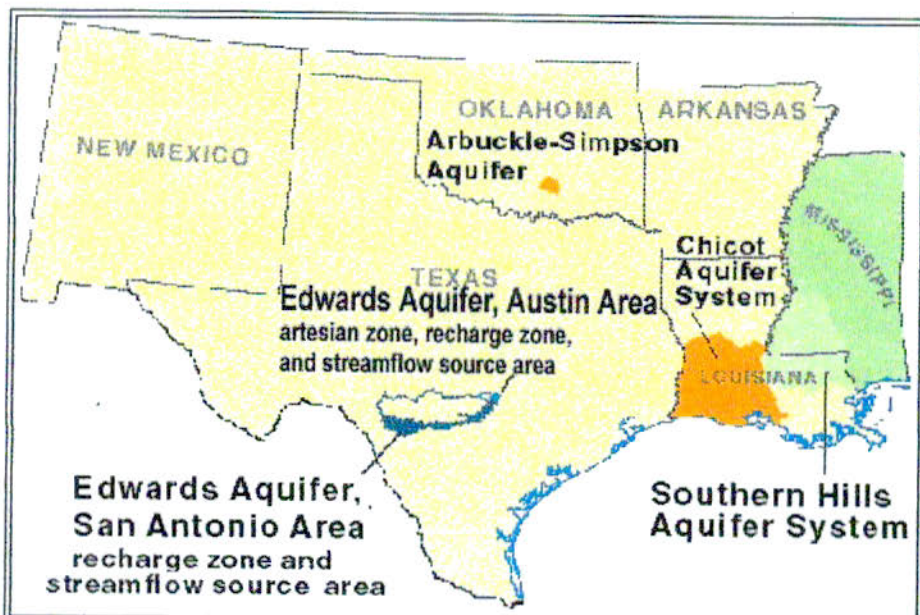 OKLAHOMA
ARKANSAS
NEW MEXICO
Arbuckle-Simpson
Aquifer
MISSISSIPPI
Chicot
Aquifer
System
TEXAS
Edwards Aquifer, Austin Area
artesian zone, recharge zone,
and streamflow source area
LOUISIANA
Edwards Aquifer,
San Antonio Area
recharge zone and
streamflow source area
Southern Hills
Aquifer System